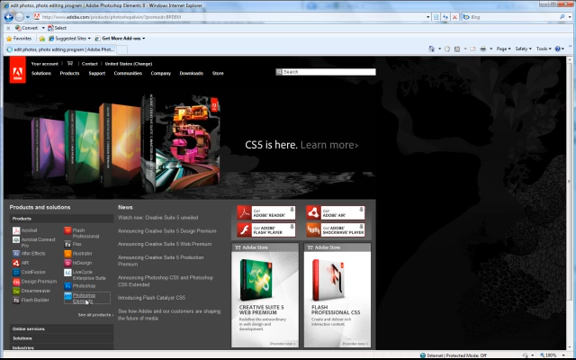 edit photos, photo editing program | Adobe Photoshop Elements 8 - Windows Internet Explorer
Bing
Convert
Select
Favorites
Suggested Sites
Get More Add-ons
edit photos, photo editing program | Adobe Phot...
Page
Safety
Tools
Your account
Contact
United States (Change)
Solutions
Products
Support
Communities
Company
Downloads
Store
Search
Adobe
CS5 is here. Learn more›
Products and solutions
Products
Acrobat
Acrobat Connect Pro
After Effects
AIR
ColdFusion
Design Premium
Dreamweaver
Flash Builder
Flash Professional
Flex
Illustrator
InDesign
LiveCycle Enterprise Suite
Photoshop
Photoshop Elements
See all products
Online services
Solutions
Industries
News
Watch now: Creative Suite 5 unveiled
Announcing Creative Suite 5 Design Premium
Announcing Creative Suite 5 Web Premium
Announcing Creative Suite 5 Production Premium
Announcing Photoshop CS5 and Photoshop CS5 Extended
Introducing Flash Catalyst CS5
See how Adobe and our customers are shaping the future of media.
Get ADOBE READER
Get ADOBE AIR
Get ADOBE FLASH PLAYER
Get ADOBE SHOCKWAVE PLAYER
Adobe Store
CREATIVE SUITE 5 WEB PREMIUM
Adobe Store
FLASH PROFESSIONAL CS5
Internet | Protected Mode: Off
100%